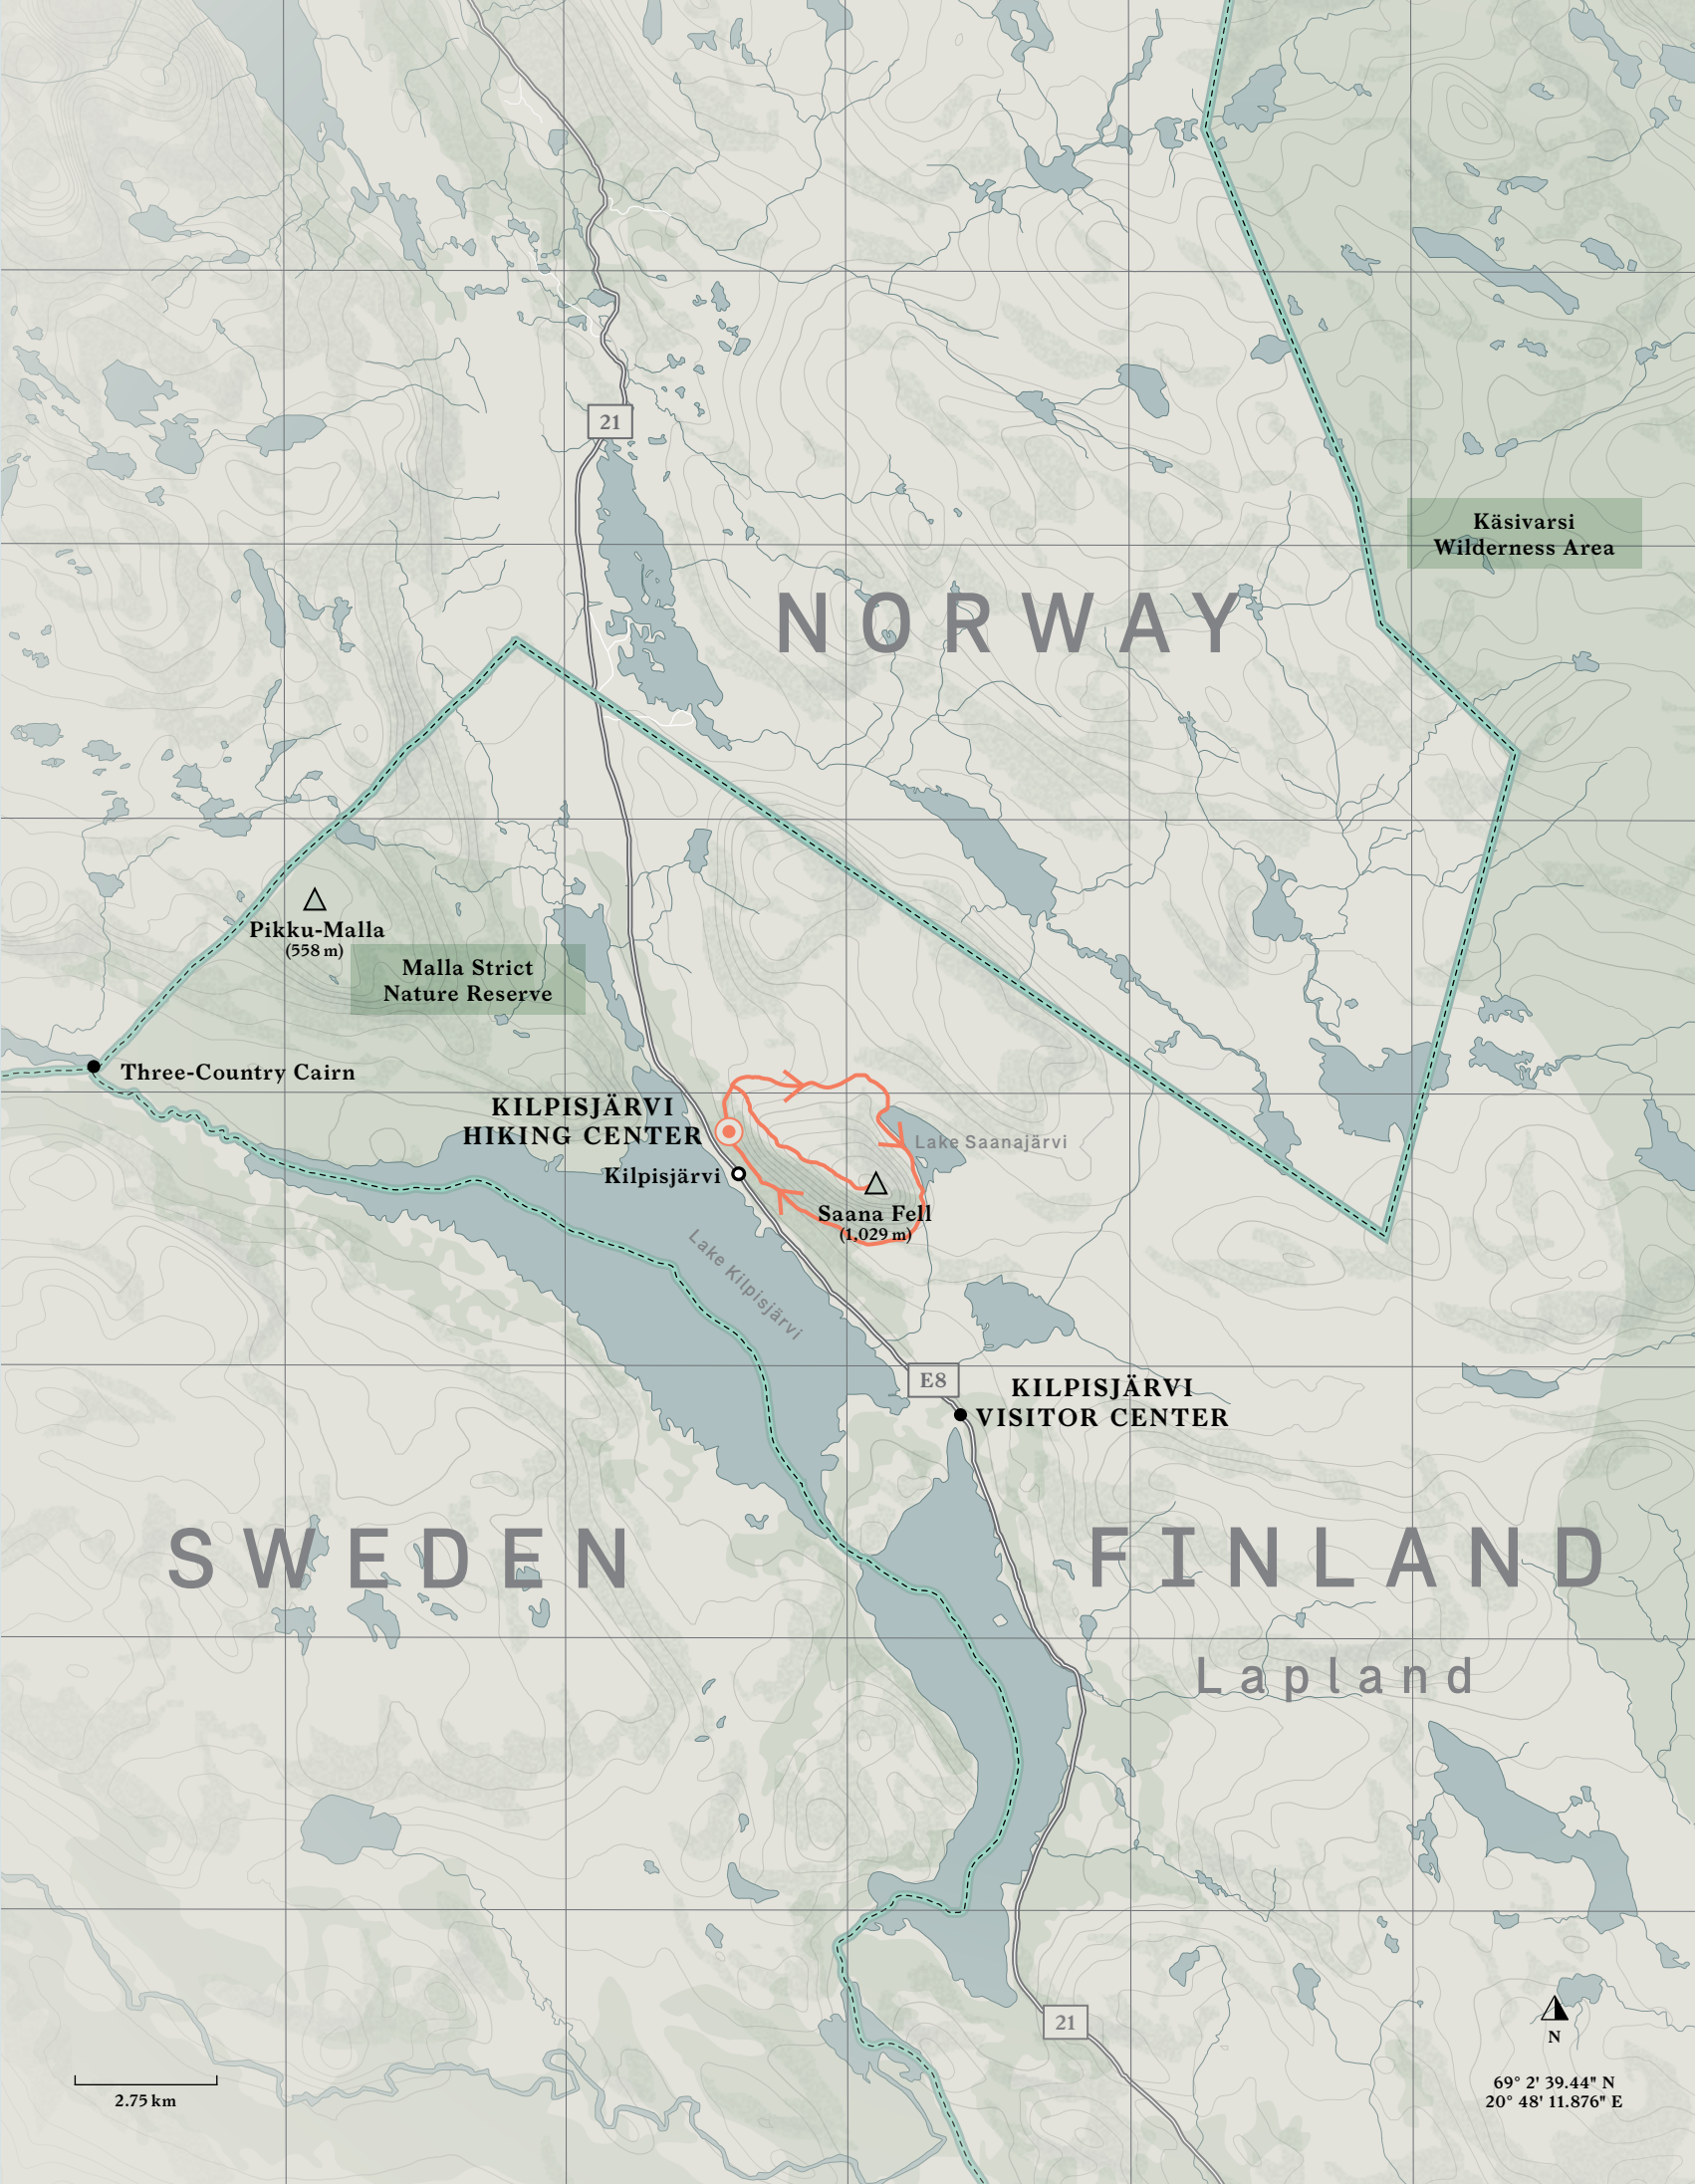 21
Käsivarsi
Wilderness Area
NORWAY
Pikku-Malla
(558 m)
Malla Strict
Nature Reserve
Three-Country Cairn
KILPISJÄRVI
HIKING CENTER
Lake Saanajärvi
Kilpisjärvi
Saana Fell
(1,029 m)
Lake Kilpisjärvi
E8
KILPISJÄRVI
VISITOR CENTER
SWEDEN
FINLAND
Lapland
21
N
2.75 km
69° 2' 39.44" N
20° 48' 11.876" E